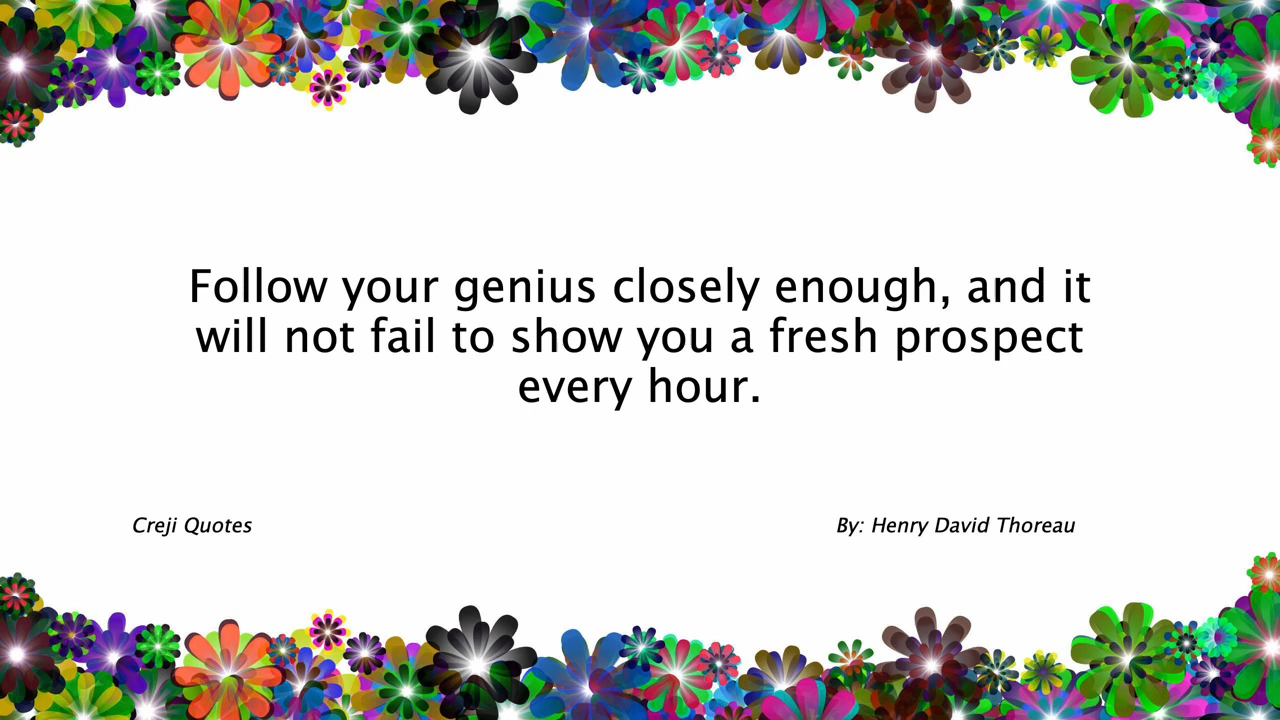 Follow your genius closely enough, and it
will not fail to show you a fresh prospect
every hour.
Creji Quotes
By: Henry David Thoreau